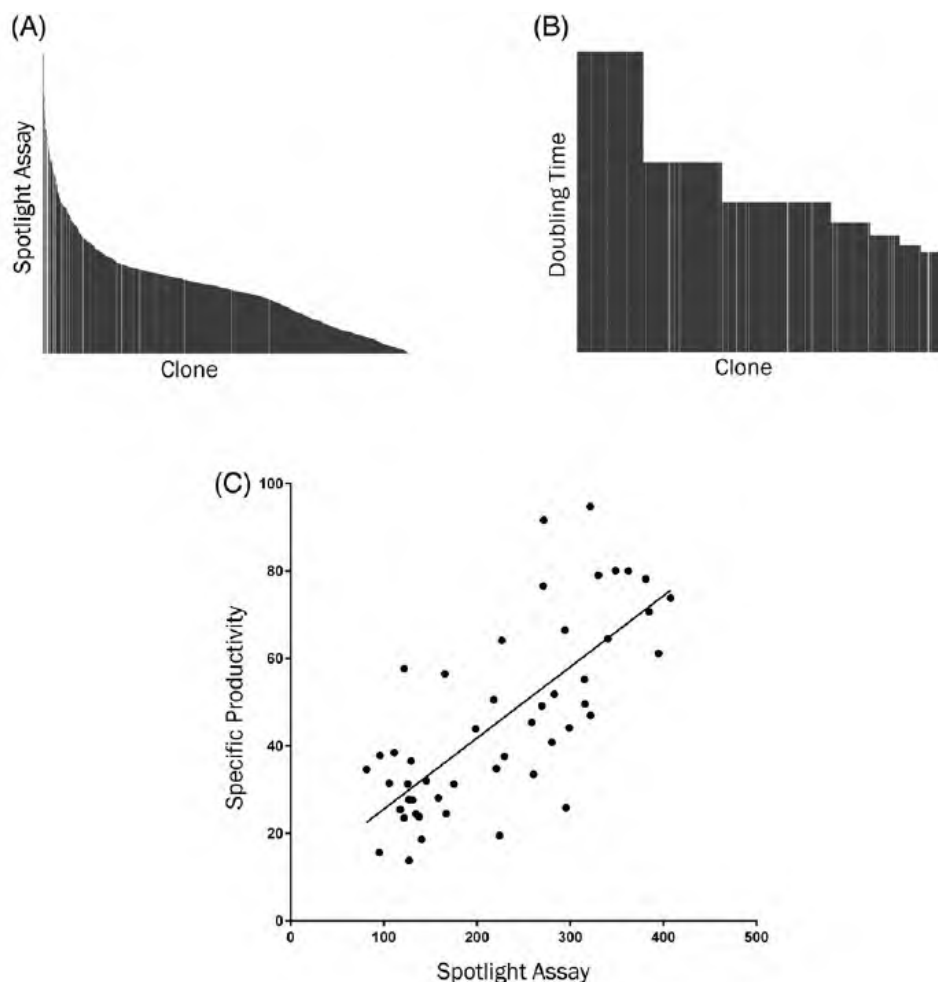 (A)
Spotlight Assay
Clone
(B)
Doubling Time
Clone
(C)
Specific Productivity
100
80
60
40
20
0
0 100 200 300 400 500
Spotlight Assay